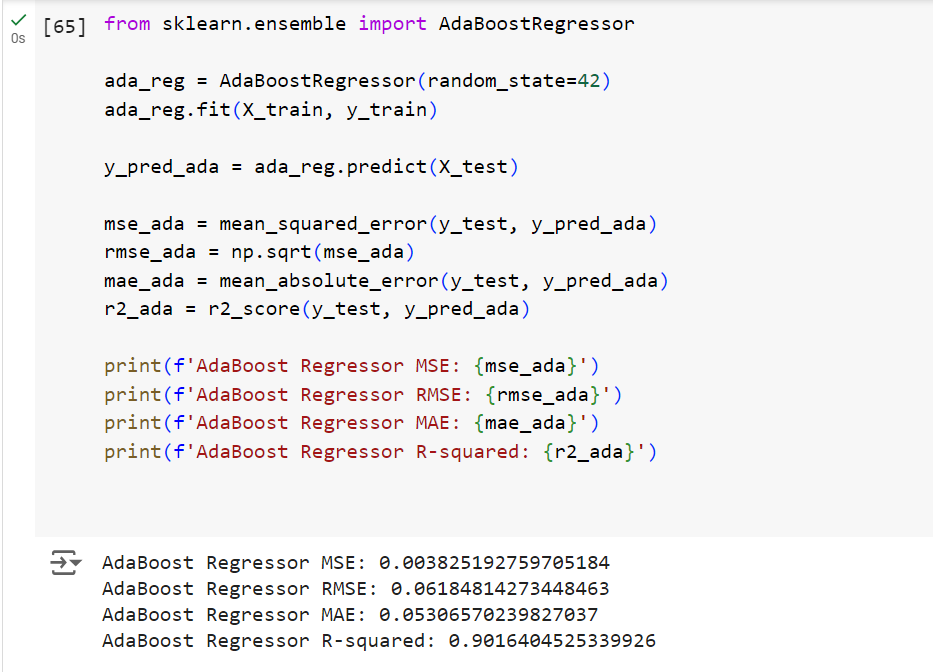 0s
[65] from sklearn.ensemble import AdaBoostRegressor
ada_reg = AdaBoostRegressor(random_state=42)
ada_reg.fit(X_train, y_train)
y_pred_ada = ada_reg.predict(X_test)
mse_ada = mean_squared_error(y_test, y_pred_ada)
rmse_ada = np.sqrt(mse_ada)
mae_ada = mean_absolute_error(y_test, y_pred_ada)
r2_ada = r2_score(y_test, y_pred_ada)
print(f'AdaBoost Regressor MSE: {mse_ada}')
print(f'AdaBoost Regressor RMSE: {rmse_ada}')
print(f'AdaBoost Regressor MAE: {mae_ada}')
print(f'AdaBoost Regressor R-squared: {r2_ada}')
AdaBoost Regressor MSE: 0.003825192759705184
AdaBoost Regressor RMSE: 0.06184814273448463
AdaBoost Regressor MAE: 0.05306570239827037
AdaBoost Regressor R-squared: 0.9016404525339926